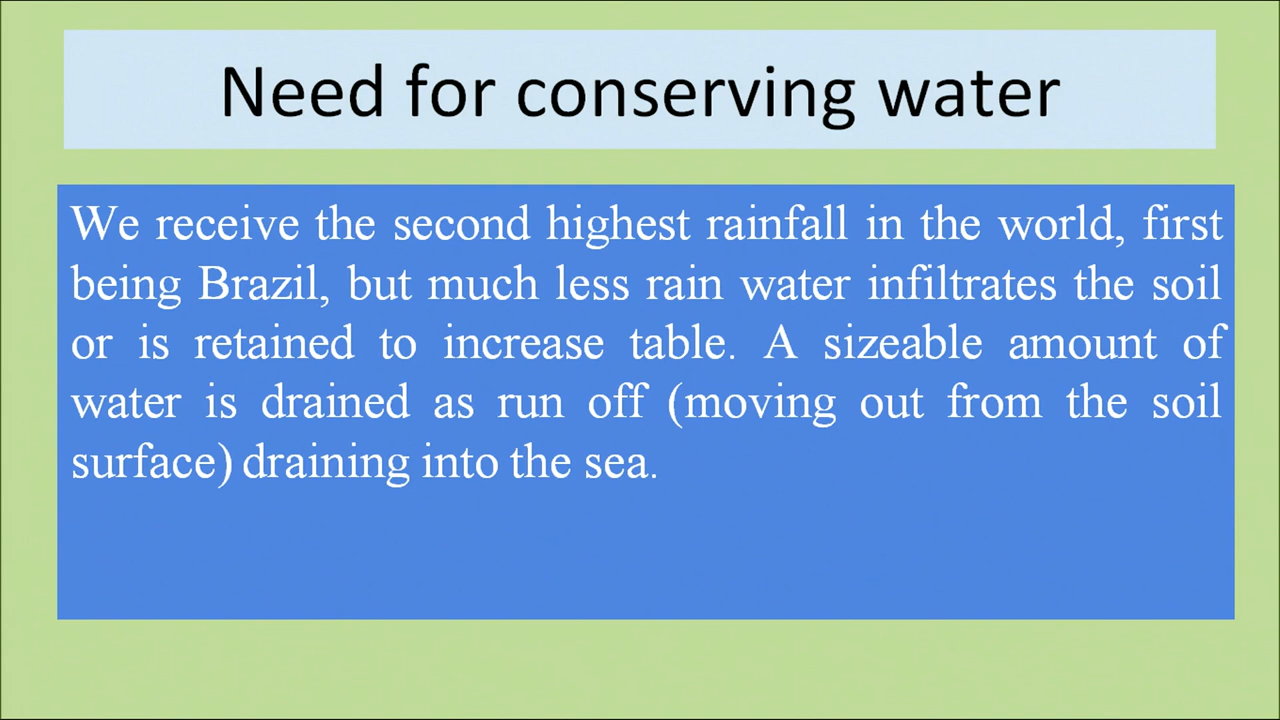 Need for conserving water
We receive the second highest rainfall in the world, first
being Brazil, but much less rain water infiltrates the soil
or is retained to increase table. A sizeable amount of
water is drained as run off (moving out from the soil
surface) draining into the sea.